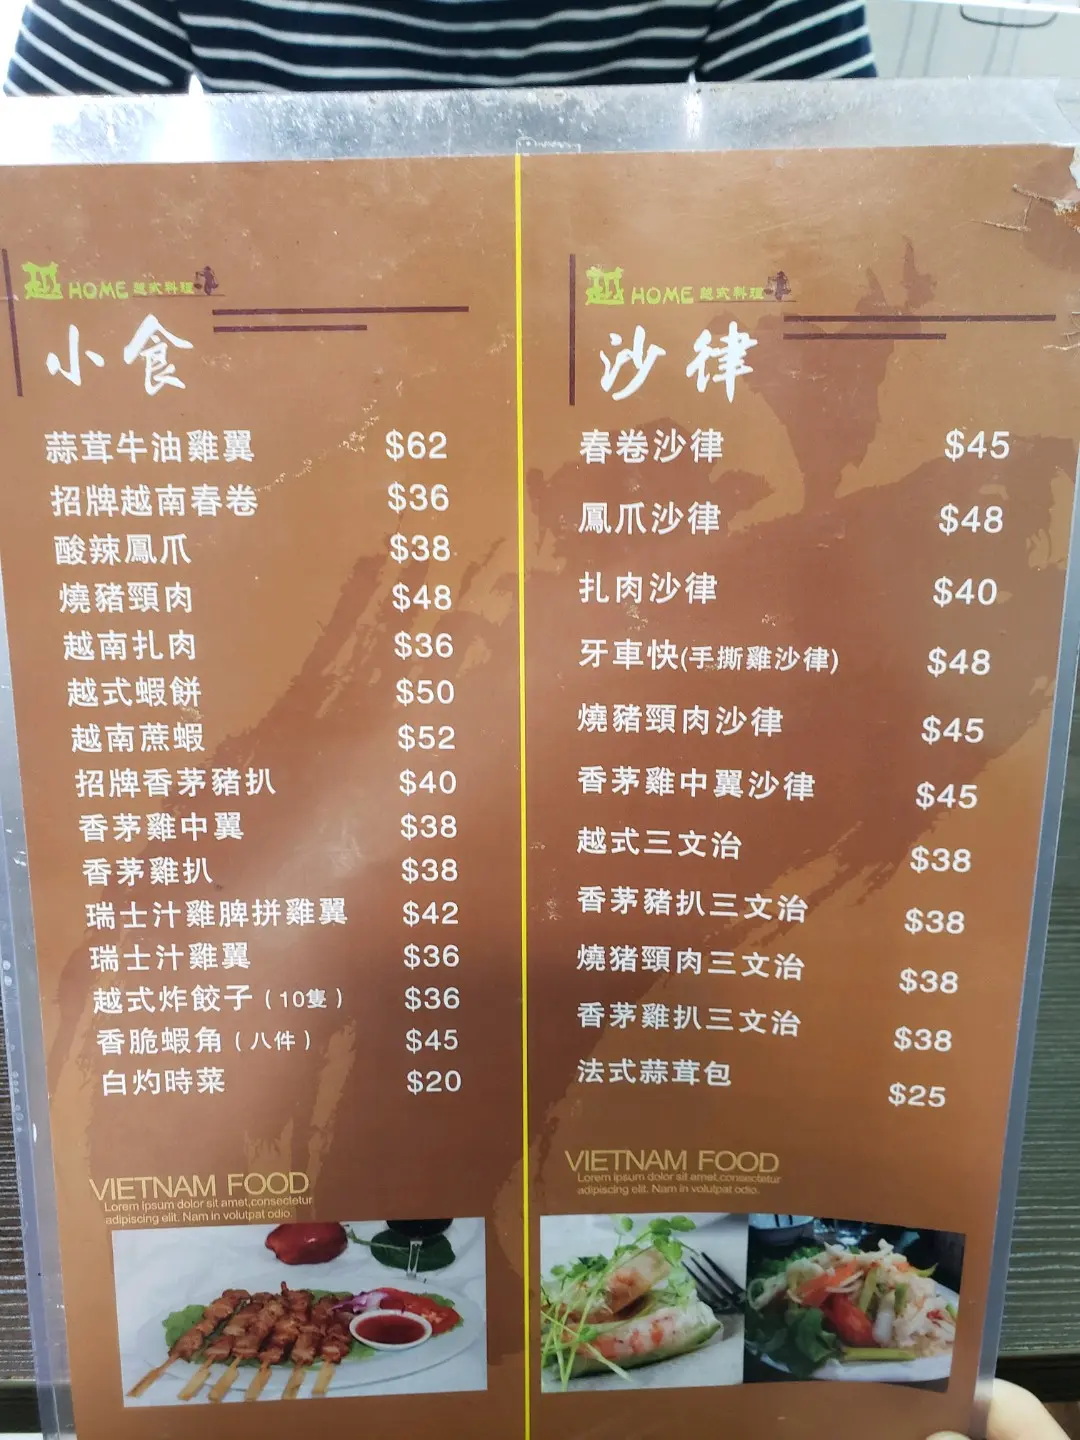 越 HOME 越式料理
小食
蒜茸牛油雞翼 $62
招牌越南春卷 $36
酸辣鳳爪 $38
燒豬頸肉 $48
越南扎肉 $36
越式蝦餅 $50
越南蔗蝦 $52
招牌香茅豬扒 $40
香茅雞中翼 $38
香茅雞扒 $38
瑞士汁雞脾拼雞翼 $42
瑞士汁雞翼 $36
越式炸餃子(10隻) $36
香脆蝦角(八件) $45
白灼時菜 $20
VIETNAM FOOD
Lorem ipsum dolor sit amet,consectetur
adipiscing elit. Nam in volutpat odio.
越 HOME 越式料理
沙律
春卷沙律 $45
鳳爪沙律 $48
扎肉沙律 $40
牙車快(手撕雞沙律) $48
燒豬頸肉沙律 $45
香茅雞中翼沙律 $45
越式三文治 $38
香茅豬扒三文治 $38
燒猪頸肉三文治 $38
香茅雞扒三文治 $38
法式蒜茸包 $25
VIETNAM FOOD
Lorem ipsum dolor sit amet,consectetur
adipiscing elit. Nam in volutpat odio.